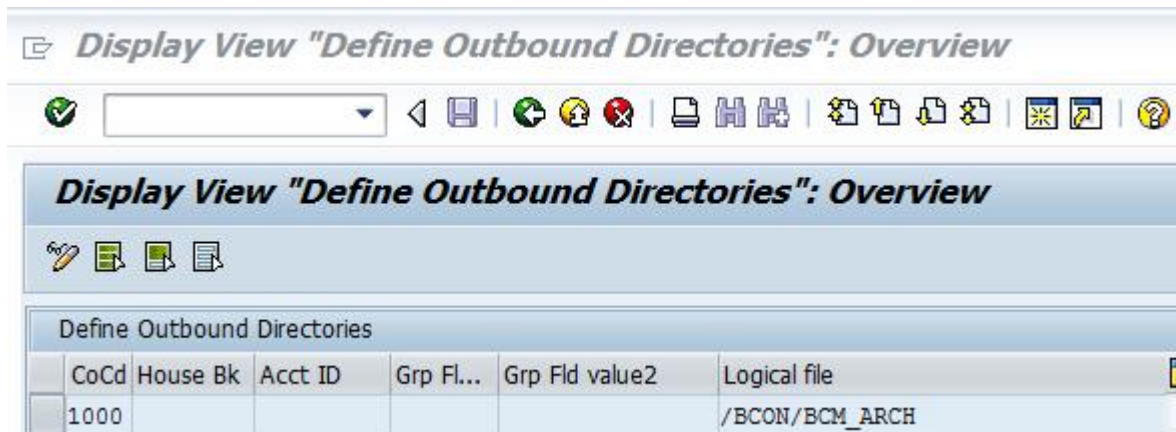 Display View "Define Outbound Directories": Overview
Display View "Define Outbound Directories": Overview
Define Outbound Directories
CoCd House Bk Acct ID Grp Fl... Grp Fld value2 Logical file
1000 /BCON/BCM_ARCH